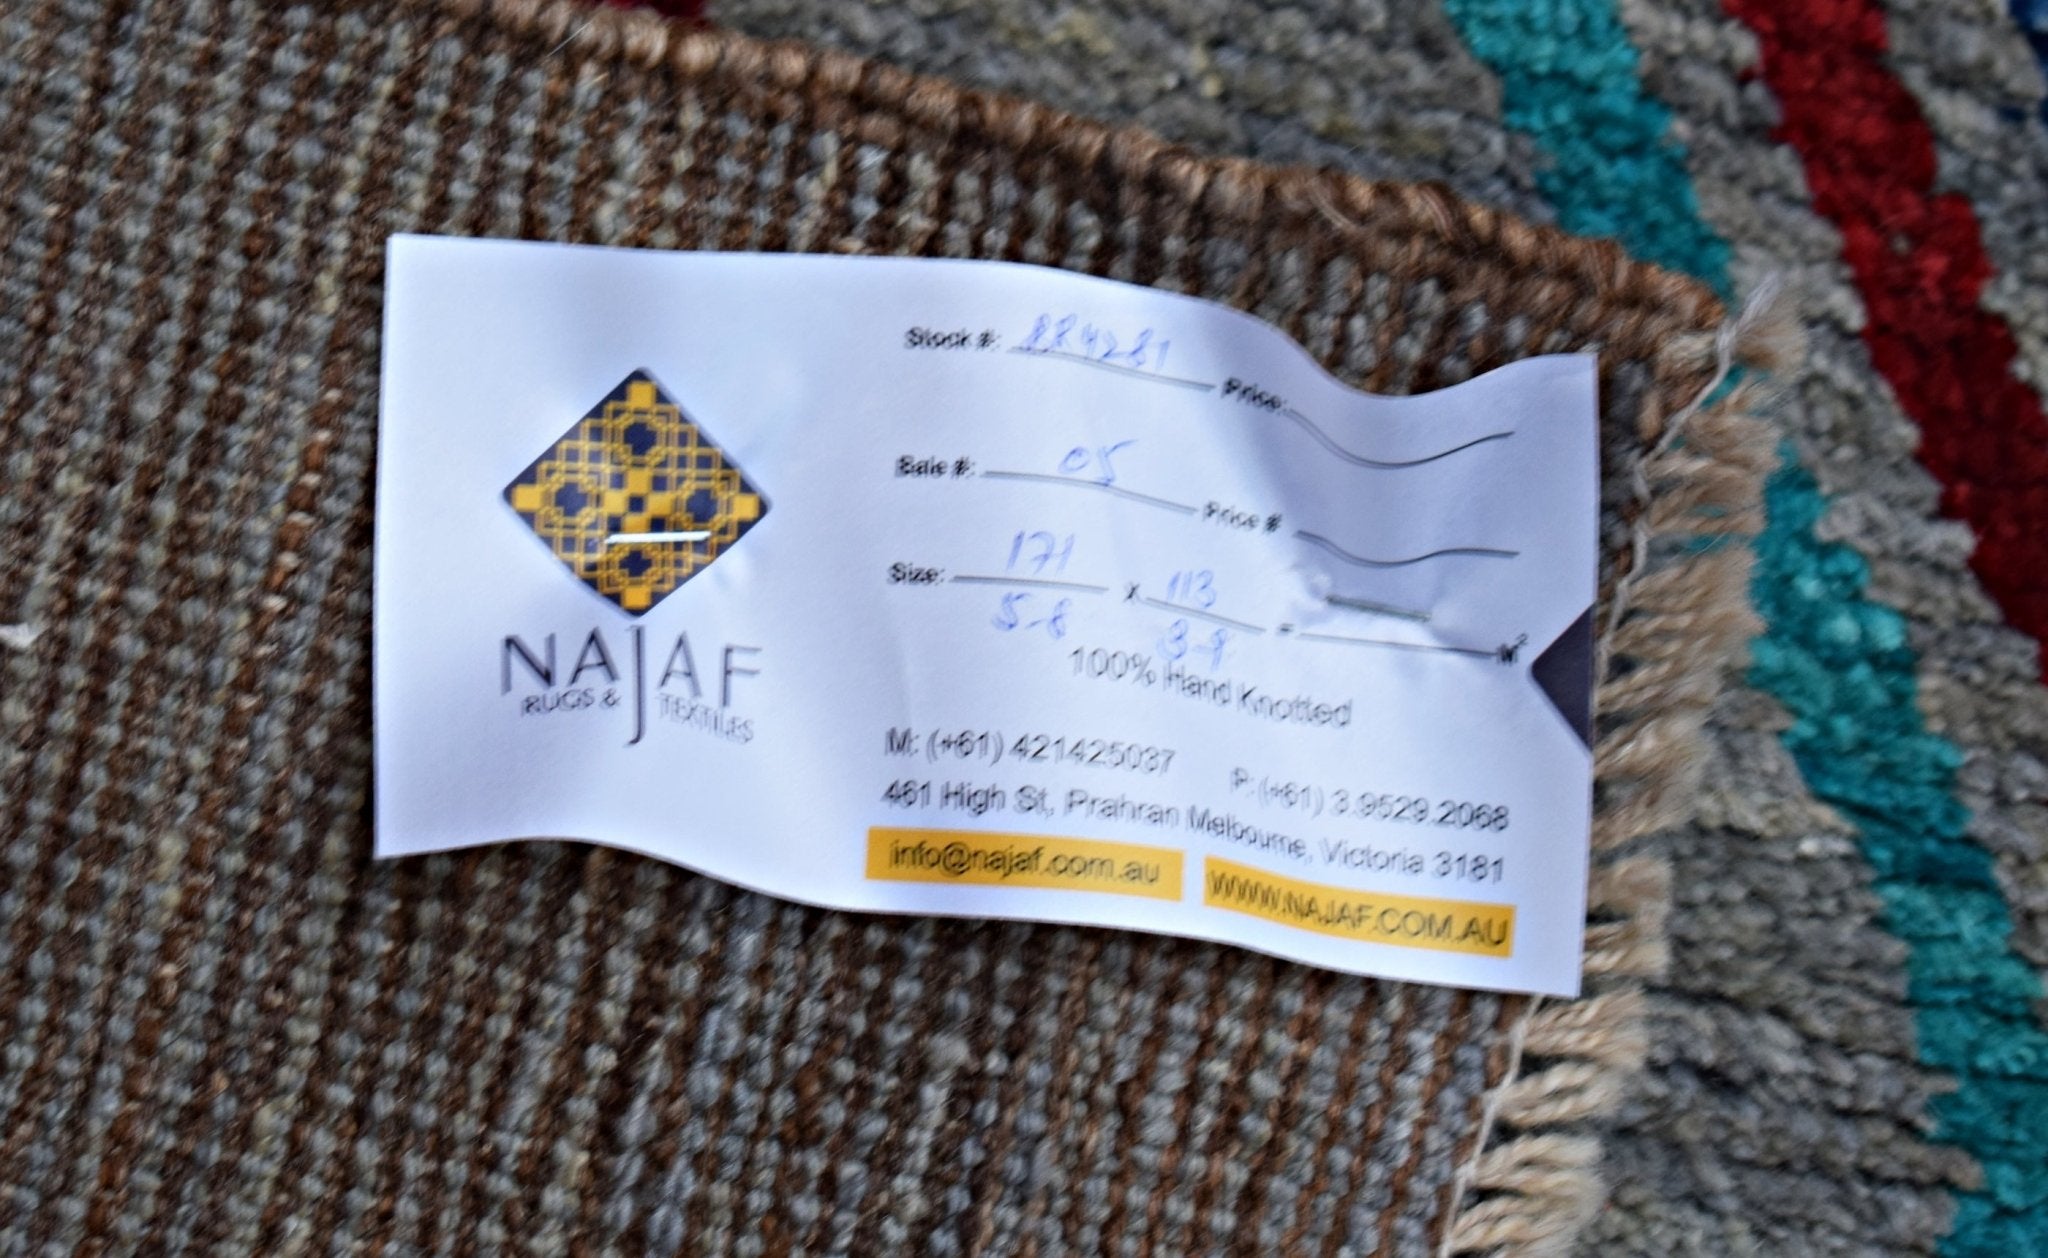 NAJAF
RUGS & TEXTILES
Stock #: RR4281 Price:
Bale #: 05 Price #
Size: 171 x 113 = M²
5-8 3-9
100% Hand Knotted
M: (+61) 421425037 P: (+61) 3.9529.2068
461 High St, Prahran Melbourne, Victoria 3181
info@najaf.com.au WWW.NAJAF.COM.AU